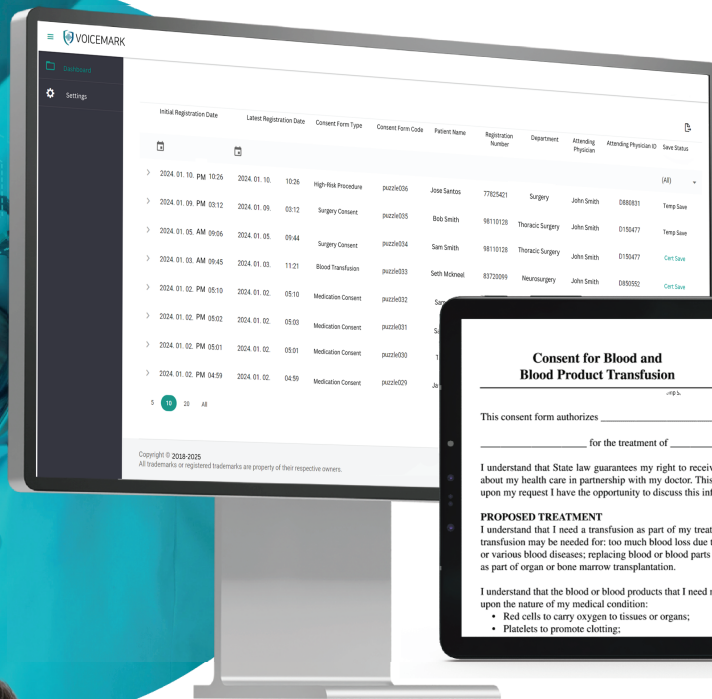 VOICEMARK
Dashboard
Settings
Initial Registration Date Latest Registration Date Consent Form Type Consent Form Code Patient Name Registration Number Department Attending Physician Attending Physician ID Save Status
(All)
2024. 01. 10. PM 10:26 2024. 01. 10. 10:26 High-Risk Procedure puzzle036 Jose Santos 77825421 Surgery John Smith D880831 Temp Save
2024. 01. 09. PM 03:12 2024. 01. 09. 03:12 Surgery Consent puzzle035 Bob Smith 98110128 Thoracic Surgery John Smith D150477 Temp Save
2024. 01. 05. AM 09:06 2024. 01. 05. 09:44 Surgery Consent puzzle034 Sam Smith 98110128 Thoracic Surgery John Smith D150477 Cert Save
2024. 01. 03. AM 09:45 2024. 01. 03. 11:21 Blood Transfusion puzzle033 Seth Mckneel 83720099 Neurosurgery John Smith D850552 Cert Save
2024. 01. 02. PM 05:10 2024. 01. 02. 05:10 Medication Consent puzzle032
2024. 01. 02. PM 05:02 2024. 01. 02. 05:03 Medication Consent puzzle031
2024. 01. 02. PM 05:01 2024. 01. 02. 05:01 Medication Consent puzzle030
2024. 01. 02. PM 04:59 2024. 01. 02. 04:59 Medication Consent puzzle029
5 10 20 All
Copyright © 2018-2025
All trademarks or registered trademarks are property of their respective owners.
Consent for Blood and
Blood Product Transfusion
This consent form authorizes
for the treatment of
I understand that State law guarantees my right to
about my health care in partnership with my doctor. This
upon my request I have the opportunity to discuss this
PROPOSED TREATMENT
I understand that I need a transfusion as part of my
transfusion may be needed for: too much blood loss due
or various blood diseases; replacing blood or blood parts
as part of organ or bone marrow transplantation.
I understand that the blood or blood products that I need
upon the nature of my medical condition:
• Red cells to carry oxygen to tissues or organs;
• Platelets to promote clotting;